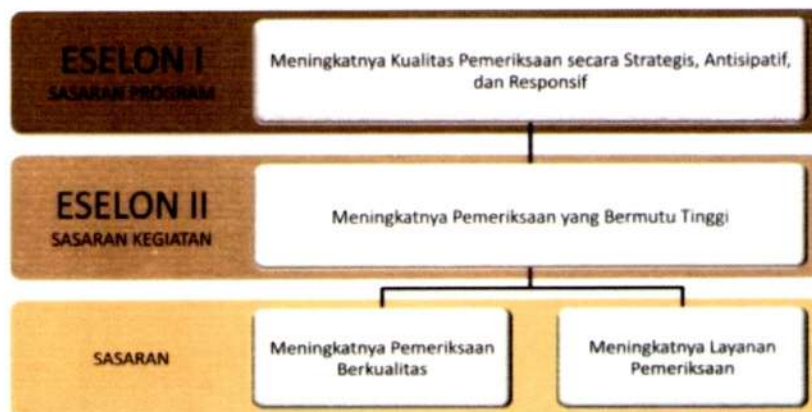 ESELON I
SASARAN PROGRAM
Meningkatnya Kualitas Pemeriksaan secara Strategis, Antisipatif,
dan Responsif
ESELON II
SASARAN KEGIATAN
Meningkatnya Pemeriksaan yang Bermutu Tinggi
SASARAN
Meningkatnya Pemeriksaan
Berkualitas
Meningkatnya Layanan
Pemeriksaan